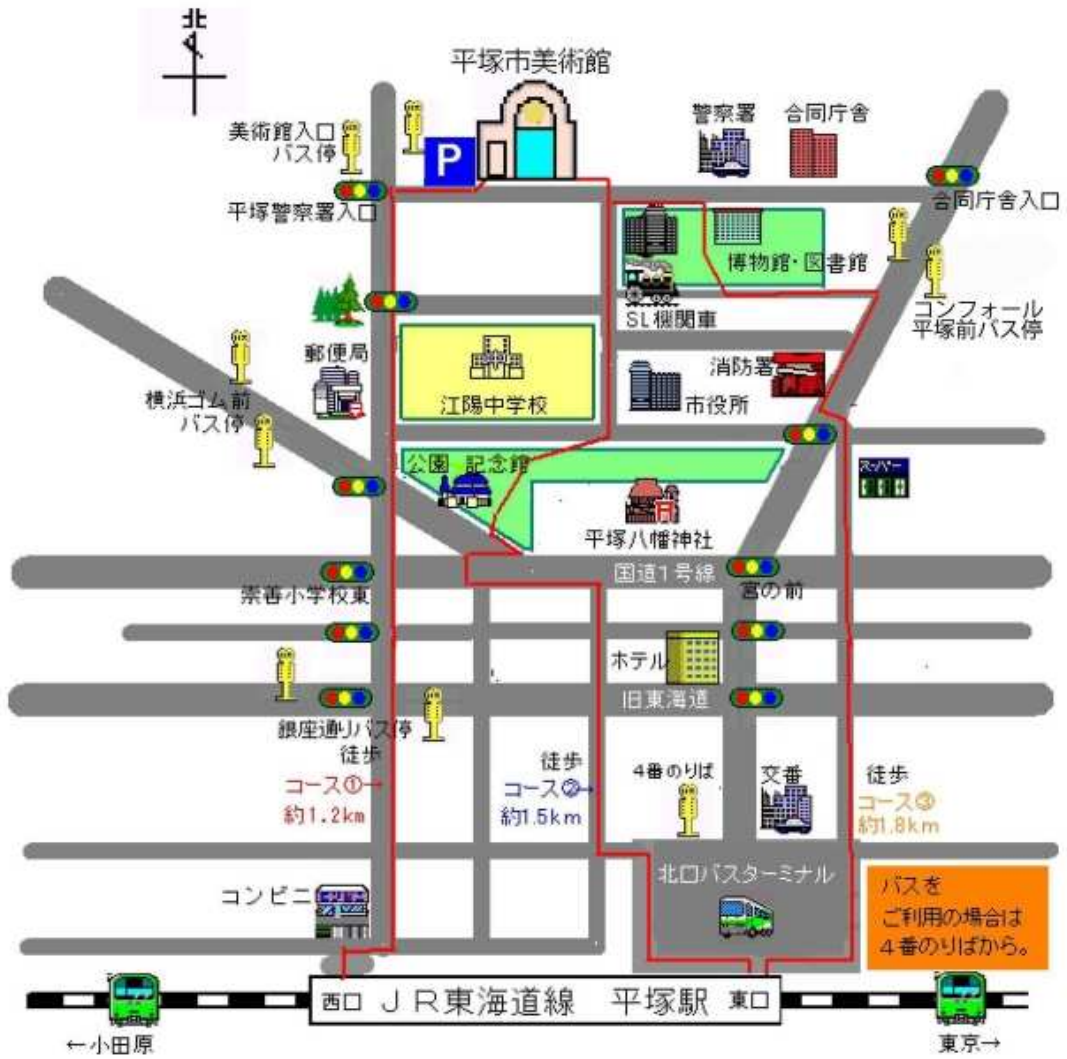 北
平塚市美術館
美術館入口
バス停
P
警察署
合同庁舎
平塚警察署入口
合同庁舎入口
博物館・図書館
SL機関車
コンフォール
平塚前バス停
郵便局
横浜ゴム前
バス停
江陽中学校
消防署
市役所
公園
記念館
スーパー
平塚八幡神社
国道1号線
崇善小学校東
宮の前
ホテル
旧東海道
銀座通りバス停
徒歩
コース①→
約1.2km
徒歩
コース②→
約1.5km
4番のりば
交番
徒歩
コース③
約1.8km
コンビニ
北口バスターミナル
バスを
ご利用の場合は
4番のりばから。
西口 JR東海道線 平塚駅 東口
←小田原
東京→